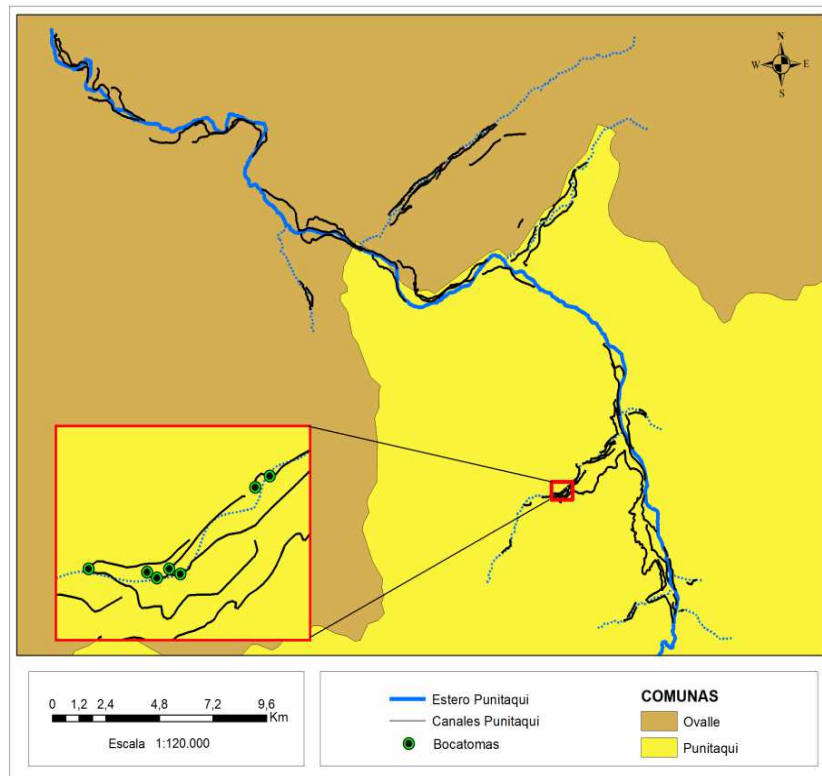 N
W E
S
0 1,2 2,4 4,8 7,2 9,6
Km
Escala 1:120.000
Estero Punitaqui
Canales Punitaqui
Bocatomas
COMUNAS
Ovalle
Punitaqui